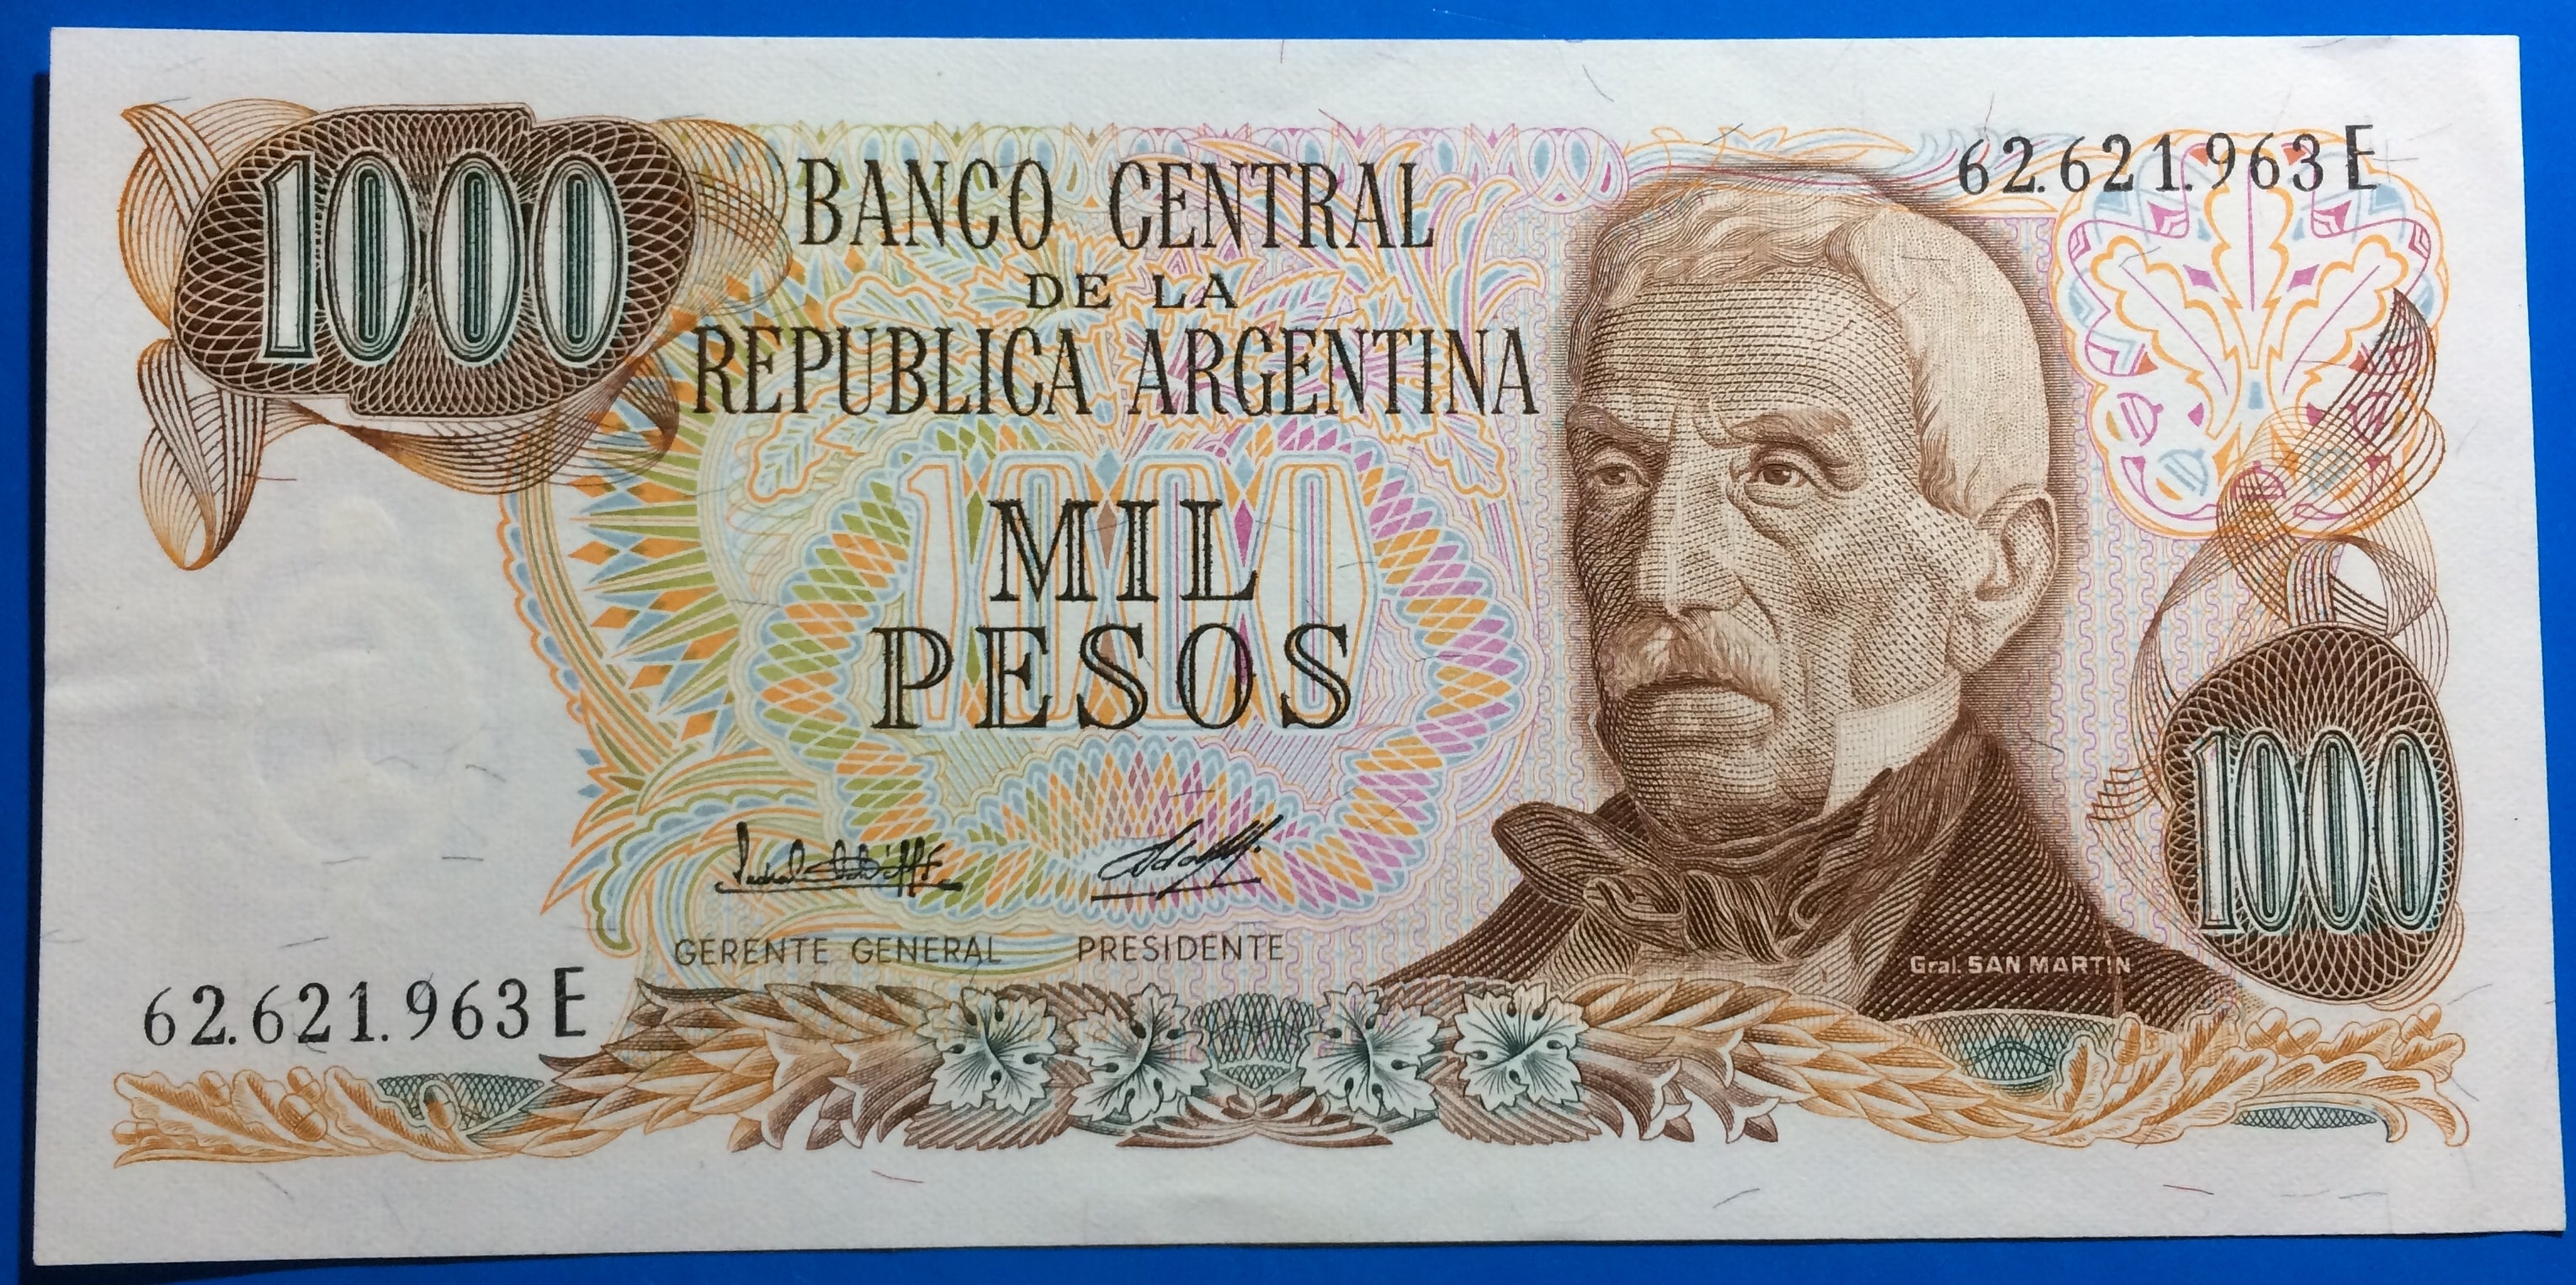 1000
62.621.963 E
BANCO CENTRAL
DE LA
REPUBLICA ARGENTINA
1000
MIL
PESOS
GERENTE GENERAL PRESIDENTE
Gral. SAN MARTIN
1000
62.621.963 E